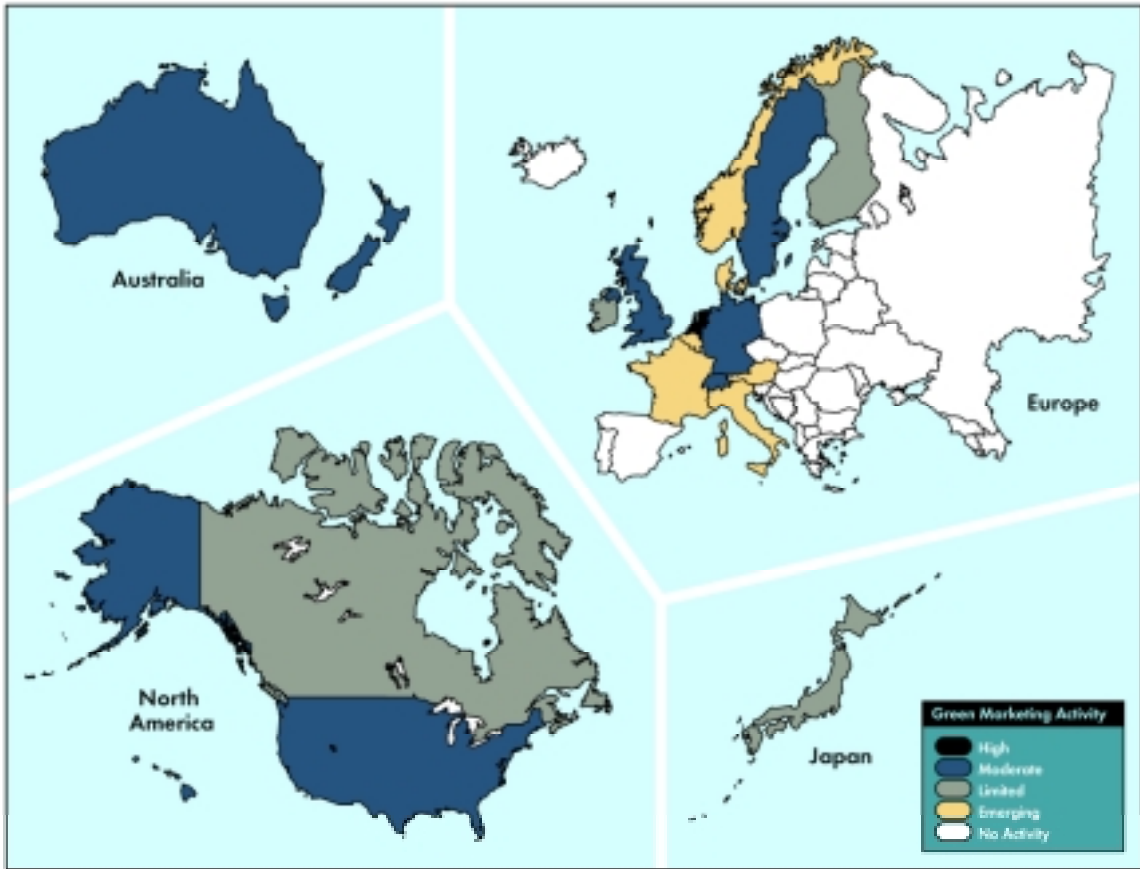 Australia
Europe
North
America
Japan
Green Marketing Activity
High
Moderate
Limited
Emerging
No Activity